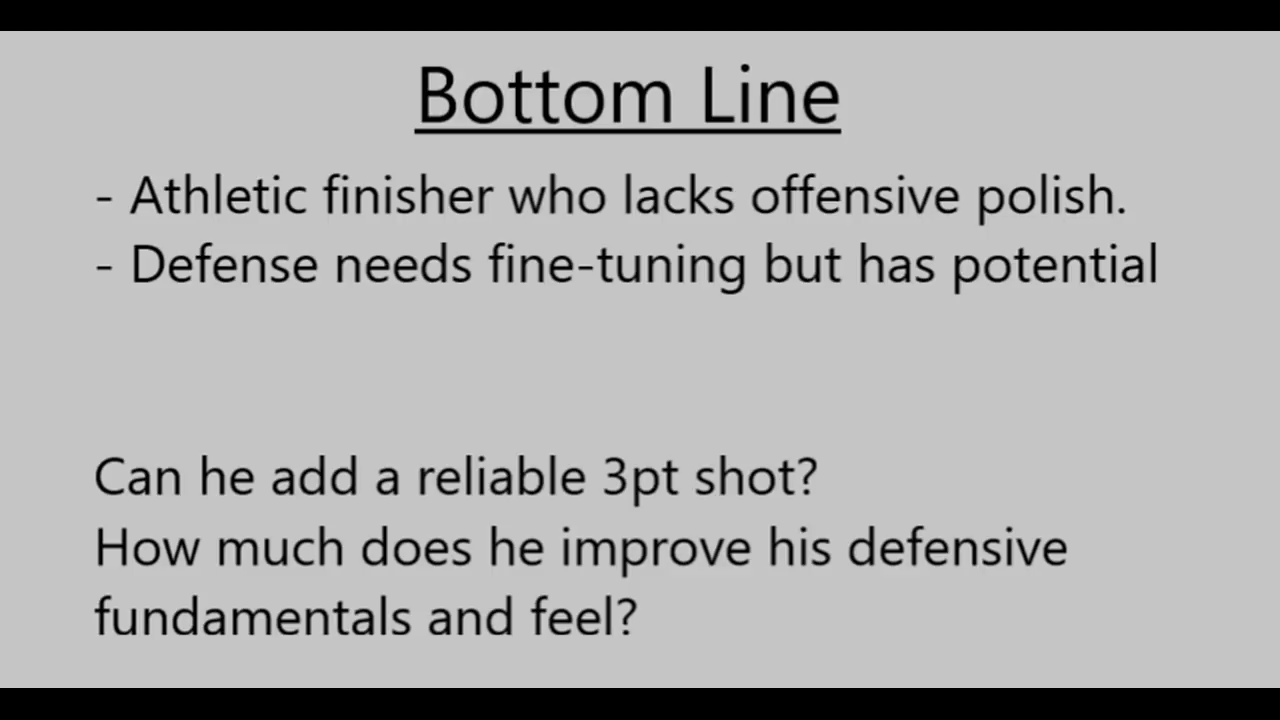 Bottom Line
- Athletic finisher who lacks offensive polish.
- Defense needs fine-tuning but has potential
Can he add a reliable 3pt shot?
How much does he improve his defensive
fundamentals and feel?